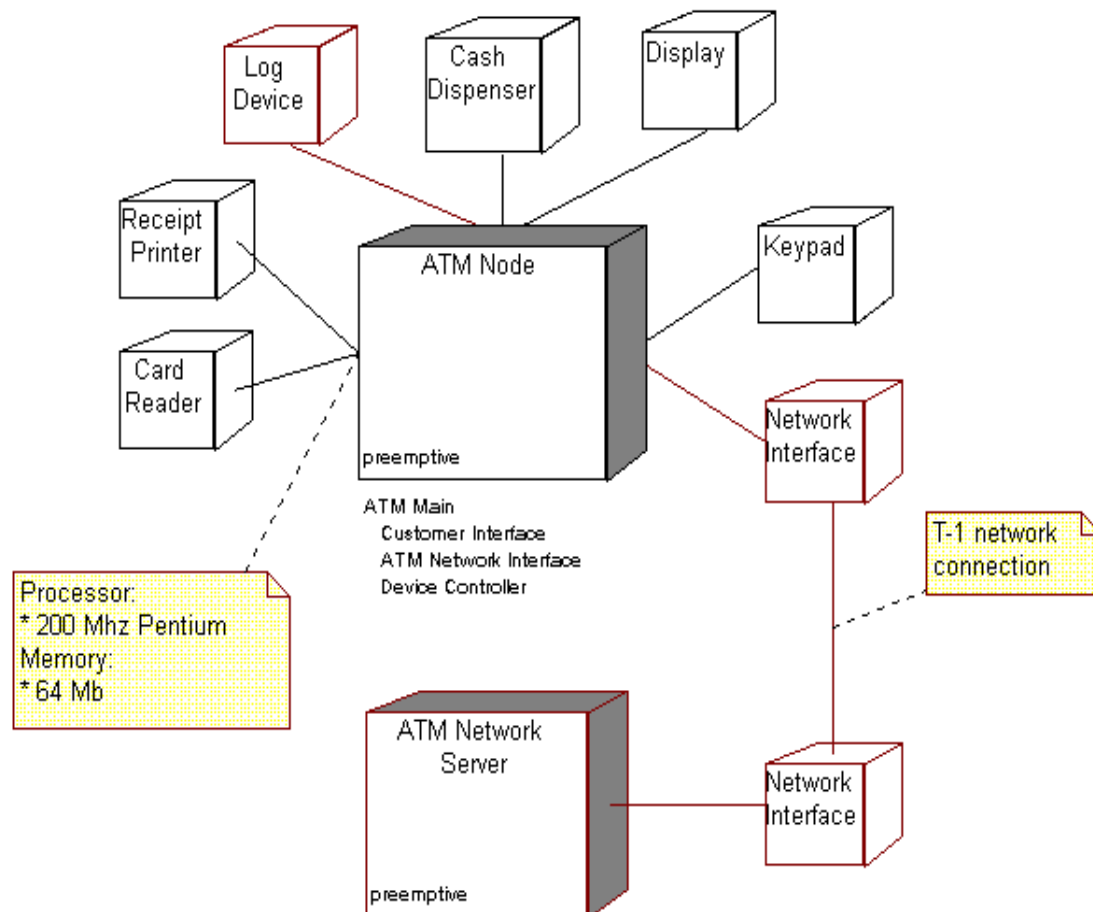 Log
Device
Cash
Dispenser
Display
Receipt
Printer
ATM Node
Keypad
Card
Reader
preemptive
Network
Interface
ATM Main
Customer Interface
ATM Network Interface
Device Controller
T-1 network
connection
Processor:
* 200 Mhz Pentium
Memory:
* 64 Mb
ATM Network
Server
preemptive
Network
Interface